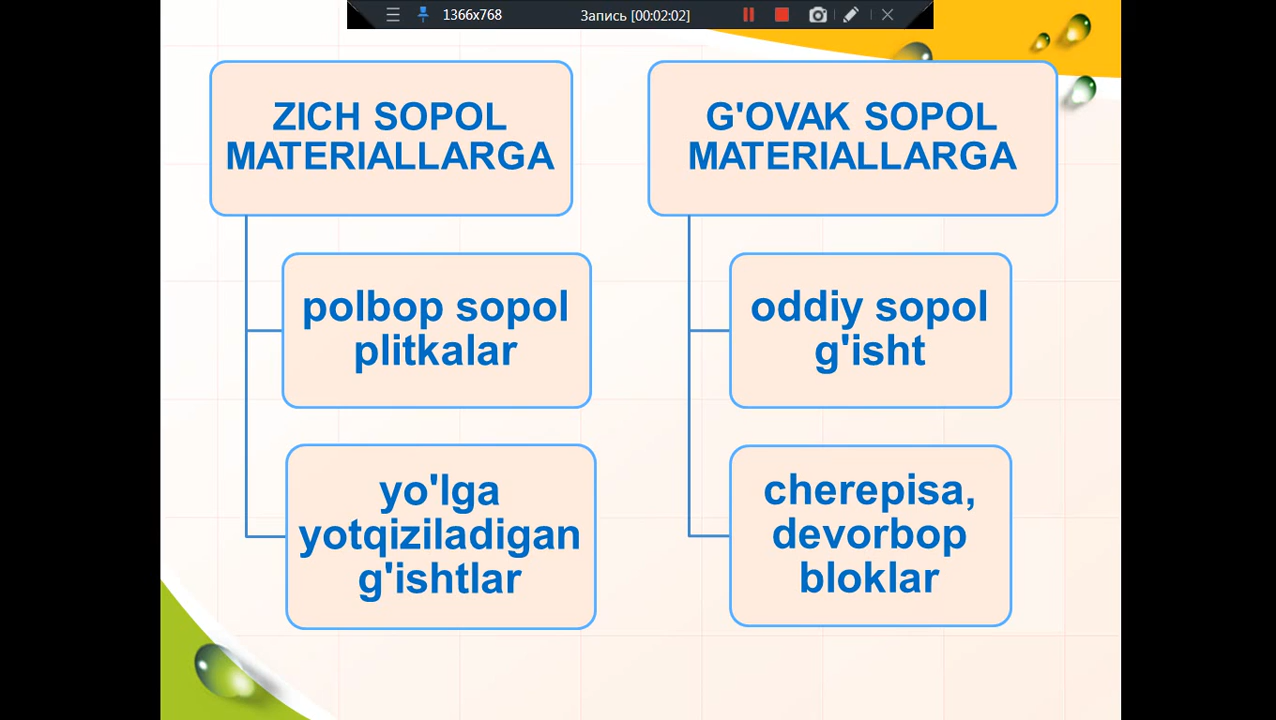 1366x768
Запись [00:02:02]
ZICH SOPOL
MATERIALLARGA
polbop sopol
plitkalar
yo'lga
yotqiziladigan
g'ishtlar
G'OVAK SOPOL
MATERIALLARGA
oddiy sopol
g'isht
cherepisa,
devorbop
bloklar